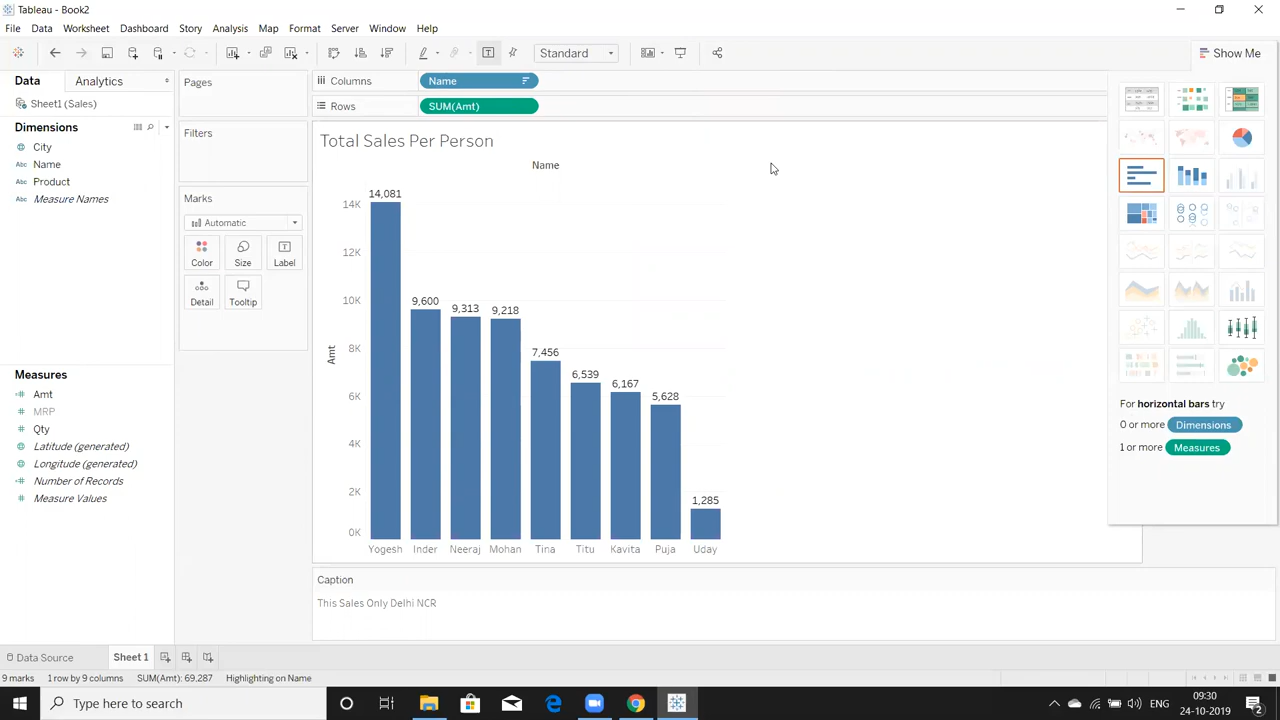 Tableau - Book2
File Data Worksheet Dashboard Story Analysis Map Format Server Window Help
Standard
Show Me
Data Analytics
Sheet1 (Sales)
Dimensions
City
Abc Name
Abc Product
Abc Measure Names
Measures
Amt
MRP
Qty
Latitude (generated)
Longitude (generated)
Number of Records
Measure Values
Pages
Filters
Marks
Automatic
Color Size Label
Detail Tooltip
Columns Name
Rows SUM(Amt)
Total Sales Per Person
Name
14,081
14K
12K
9,600 9,313 9,218
10K
8K
7,456
6,539
6,167
5,628
6K
4K
2K
1,285
0K
Amt
Yogesh Inder Neeraj Mohan Tina Titu Kavita Puja Uday
Caption
This Sales Only Delhi NCR
For horizontal bars try
0 or more Dimensions
1 or more Measures
Data Source Sheet 1
9 marks 1 row by 9 columns SUM(Amt): 69,287 Highlighting on Name
Type here to search
ENG
09:30
24-10-2019
2